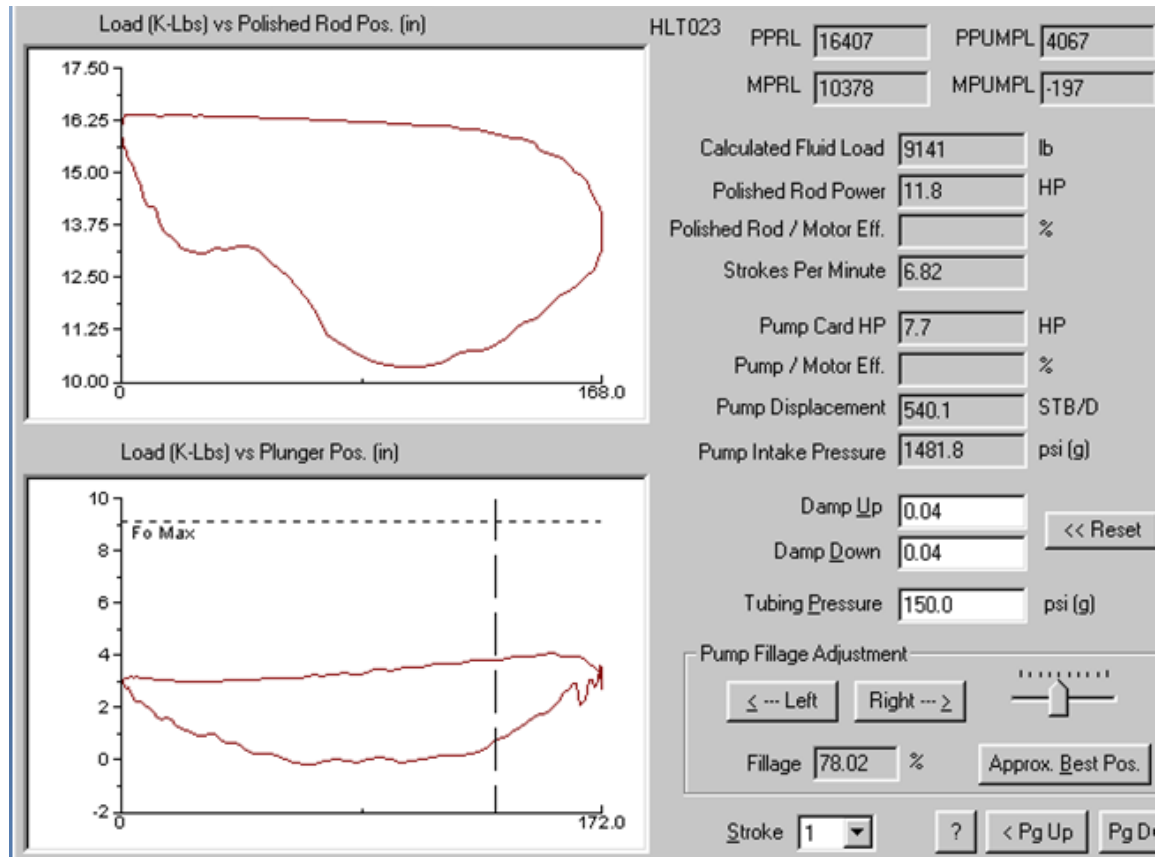 Load (K-Lbs) vs Polished Rod Pos. (in)
17.50
16.25
15.00
13.75
12.50
11.25
10.00
0
168.0
Load (K-Lbs) vs Plunger Pos. (in)
10
Fo Max
8
6
4
2
0
-2
0
172.0
HLT023
PPRL 16407 PPUMPL 4067
MPRL 10378 MPUMPL -197
Calculated Fluid Load 9141 lb
Polished Rod Power 11.8 HP
Polished Rod / Motor Eff. %
Strokes Per Minute 6.82
Pump Card HP 7.7 HP
Pump / Motor Eff. %
Pump Displacement 540.1 STB/D
Pump Intake Pressure 1481.8 psi (g)
Damp Up 0.04
<< Reset
Damp Down 0.04
Tubing Pressure 150.0 psi (g)
Pump Fillage Adjustment
< --- Left Right --- >
Fillage 78.02 % Approx. Best Pos.
Stroke 1 ? < Pg Up